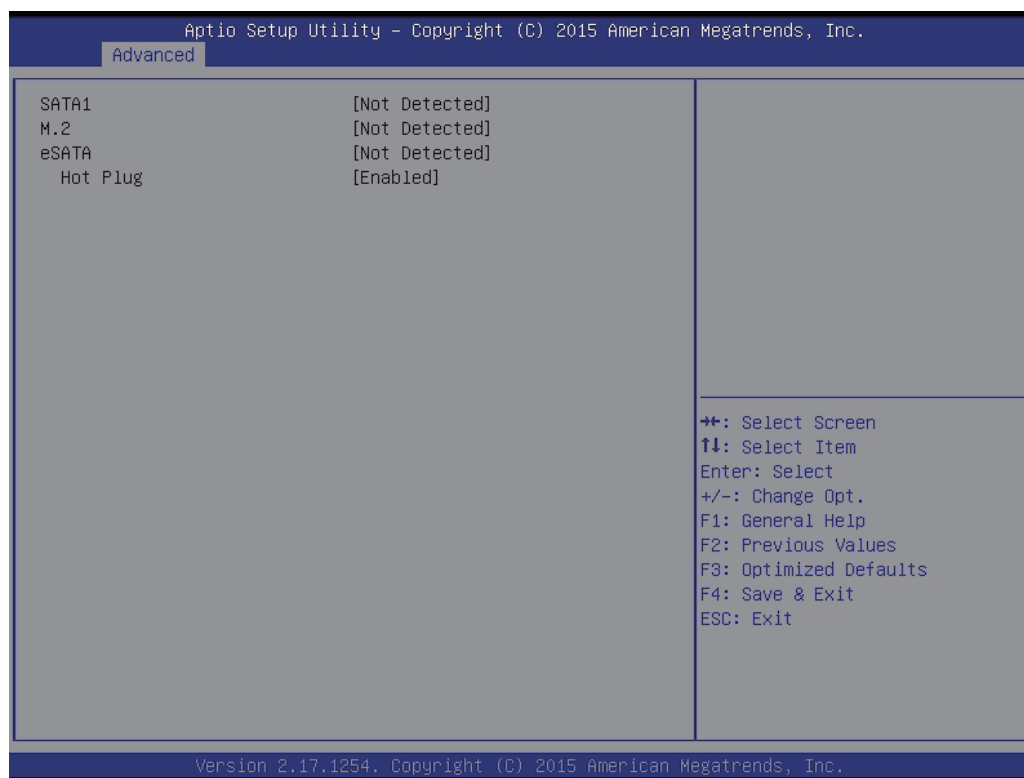 Aptio Setup Utility – Copyright (C) 2015 American Megatrends, Inc.
Advanced
SATA1 [Not Detected]
M.2 [Not Detected]
eSATA [Not Detected]
Hot Plug [Enabled]
→←: Select Screen
↑↓: Select Item
Enter: Select
+/-: Change Opt.
F1: General Help
F2: Previous Values
F3: Optimized Defaults
F4: Save & Exit
ESC: Exit
Version 2.17.1254. Copyright (C) 2015 American Megatrends, Inc.